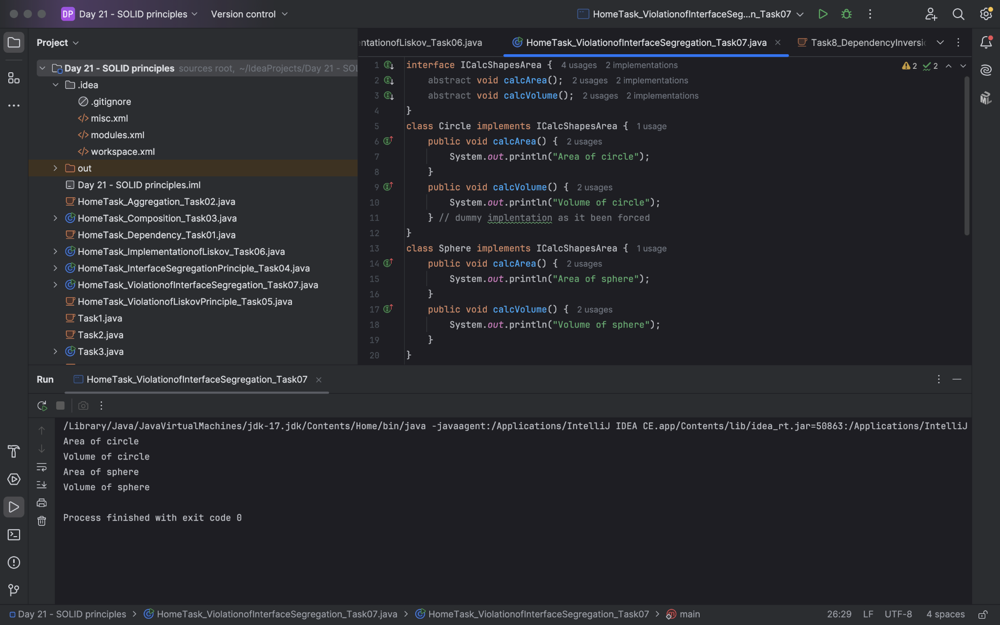 DP Day 21 - SOLID principles Version control HomeTask_ViolationofInterfaceSeg...n_Task07
Project
Day 21 - SOLID principles sources root, ~/IdeaProjects/Day 21 - SOL
.idea
.gitignore
misc.xml
modules.xml
workspace.xml
out
Day 21 - SOLID principles.iml
HomeTask_Aggregation_Task02.java
HomeTask_Composition_Task03.java
HomeTask_Dependency_Task01.java
HomeTask_ImplementationofLiskov_Task06.java
HomeTask_InterfaceSegregationPrinciple_Task04.java
HomeTask_ViolationofInterfaceSegregation_Task07.java
HomeTask_ViolationofLiskovPrinciple_Task05.java
Task1.java
Task2.java
Task3.java
entationofLiskov_Task06.java HomeTask_ViolationofInterfaceSegregation_Task07.java Task8_DependencyInversi
1 interface ICalcShapesArea { 4 usages 2 implementations 2 2
2 abstract void calcArea(); 2 usages 2 implementations
3 abstract void calcVolume(); 2 usages 2 implementations
4 }
5 class Circle implements ICalcShapesArea { 1 usage
6 public void calcArea() { 2 usages
7 System.out.println("Area of circle");
8 }
9 public void calcVolume() { 2 usages
10 System.out.println("Volume of circle");
11 } // dummy implentation as it been forced
12 }
13 class Sphere implements ICalcShapesArea { 1 usage
14 public void calcArea() { 2 usages
15 System.out.println("Area of sphere");
16 }
17 public void calcVolume() { 2 usages
18 System.out.println("Volume of sphere");
19 }
20 }
Run HomeTask_ViolationofInterfaceSegregation_Task07
/Library/Java/JavaVirtualMachines/jdk-17.jdk/Contents/Home/bin/java -javaagent:/Applications/IntelliJ IDEA CE.app/Contents/lib/idea_rt.jar=50863:/Applications/IntelliJ
Area of circle
Volume of circle
Area of sphere
Volume of sphere
Process finished with exit code 0
Day 21 - SOLID principles HomeTask_ViolationofInterfaceSegregation_Task07.java HomeTask_ViolationofInterfaceSegregation_Task07 main 26:29 LF UTF-8 4 spaces